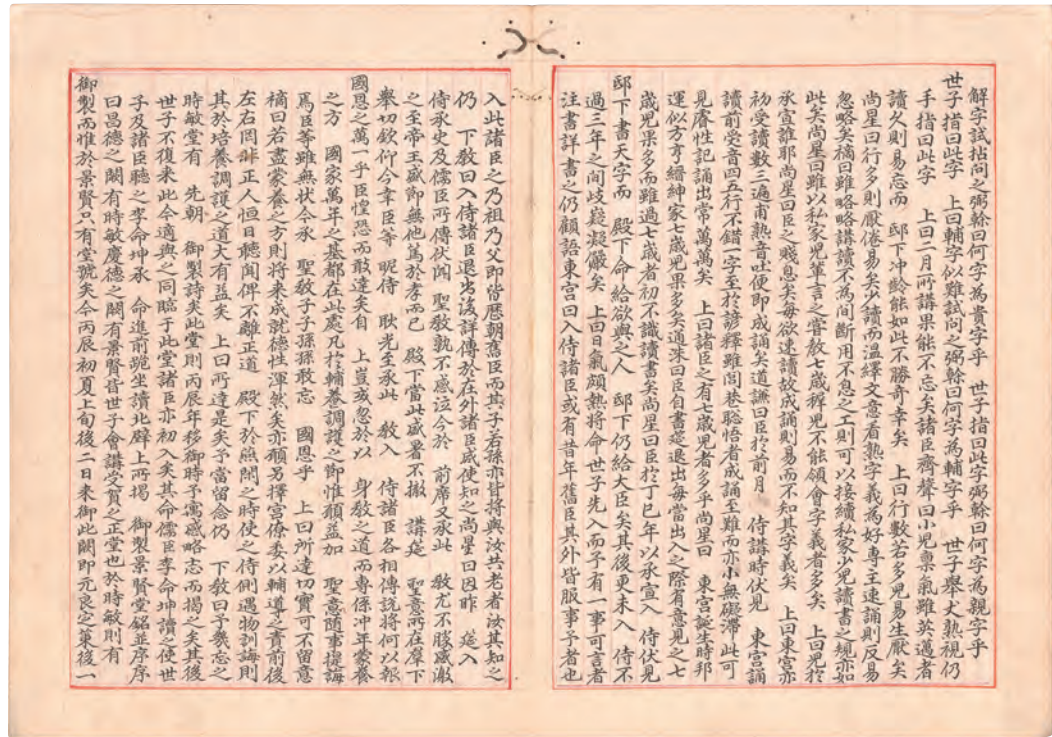 解字試拈問之弼榦曰何字為貴字乎 世子指曰此字弼榦曰何字為親字乎
世子指曰此字 上曰輔字似難試問之弼榦曰何字為輔字乎 世子舉大熟視仍
手指曰此字 上曰二月所講果能不忘矣諸臣齊聲曰小兒稟氣雖英邁者
讀久則易忘而 邸下冲齡能如此不勝奇幸矣 上曰行數若多兒易生厭矣
尚星曰行多則厭倦易矣少讀而溫繹文意看熟字義為好專主速誦則反易
忽略矣樀曰雖略略講讀不為間斷用不息之工則可以接續私家少兒讀書之規亦如
此矣尚星曰雖以私家兒輩言之嘗教七歲稚兒不能領會字義者多矣 上曰兒於
承宣誰耶尚星曰臣之賤息矣每欲速讀故成誦則易而不知其字義矣 上曰東宮亦
初受讀數三遍甫熟音吐便即成誦矣道謙曰臣於前月 侍講時伏見 東宮誦
讀前受音四五行不錯一字至於諺釋雖閭巷聰悟者成誦至難而亦小無礙滯此可
見睿性記誦出常萬萬矣 上曰諸臣之有七歲兒者多乎尚星曰 東宮誕生時邦
運似方亨縉紳家七歲兒果多矣通洙曰臣自書筵退出每當出入之際有意見之七
歲兒果多多而雖過七歲者初不識讀書矣尚星曰臣於丁巳年以承宣入 侍伏見
邸下書天字而 殿下命給欲與之人 邸下仍給大臣矣其後更未入 侍不
過三年之間岐嶷凝儼矣 上曰日氣頗熱將命世子先入而予有一事可言者
注書詳書之仍顧語東宮曰入侍諸臣或有昔年舊臣其外皆服事予者也
入此諸臣之乃祖乃父即皆歷朝舊臣而其子若孫亦皆將與汝共老者汝其知之
仍 下教曰入侍諸臣退出後詳傳於在外諸臣咸使知之尚星曰因昨 筵入
侍承史及儒臣所傳伏聞 聖教孰不感泣今於 前席又承此 教尤不勝感激
之至帝王盛節無他篤於孝而已 殿下當此盛暑不撤 講筵 聖意所在羣下
舉切欽仰今幸臣等 昵侍 耿光至承此 教入 侍諸臣各相傳說將何以報
國恩之萬一乎臣惶恐而敢達矣自 上豈或忽於以 身教之道而專係冲年蒙養
之方 國家萬年之基都在此處凡於輔養調護之節惟願益加 聖意隨事提誨
焉臣等雖無狀今承 聖教子子孫孫敢忘 國恩乎 上曰所達切實可不留意
樀曰若盡蒙養之方則將來成就德性渾然矣亦願另擇宮僚委以輔導之責前後
左右罔非正人恒日聽聞俾不離正道 殿下於燕閒之時使之侍側遇物訓誨則
其於培養調護之道大有益矣 上曰所達是矣予當留念仍 下教曰予幾忘之
時敏堂有 先朝 御製詩矣此堂則丙辰年移御時予寓感略志而揭之矣其後
世子不復來此今適與之同臨于此堂諸臣亦初入矣其命儒臣李命坤讀之使世
子及諸臣聽之李命坤承 命進前跪坐讀北壁上所揭 御製景賢堂銘並序序
曰昌德之闕有時敏慶德之闕有景賢皆世子會講受賀之正堂也於時敏則有
御製而惟於景賢只有堂號矣今丙辰初夏上旬後二日來御此闕即元良定策後一